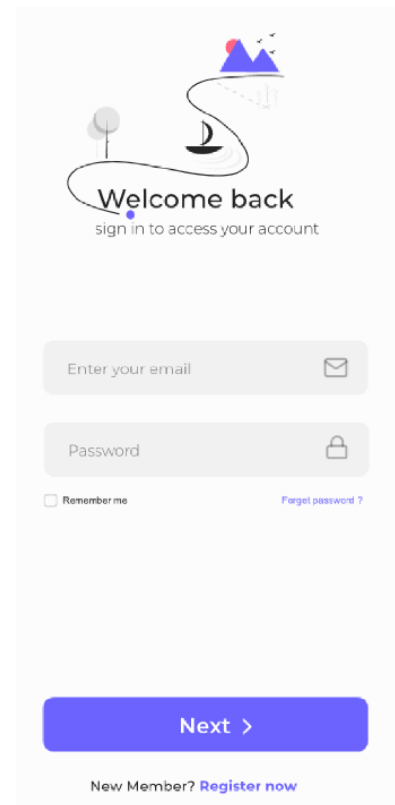 Welcome back
sign in to access your account
Enter your email
Password
Remember me
Forget password ?
Next >
New Member? Register now